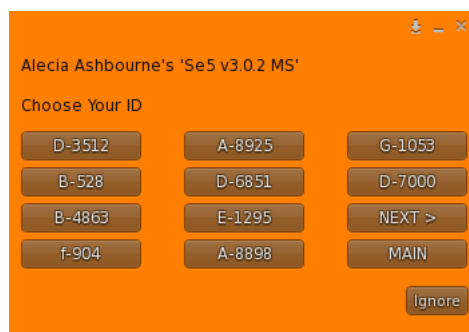 Alecia Ashbourne's 'Se5 v3.0.2 MS'
Choose Your ID
D-3512 A-8925 G-1053
B-528 D-6851 D-7000
B-4863 E-1295 NEXT >
f-904 A-8898 MAIN
Ignore